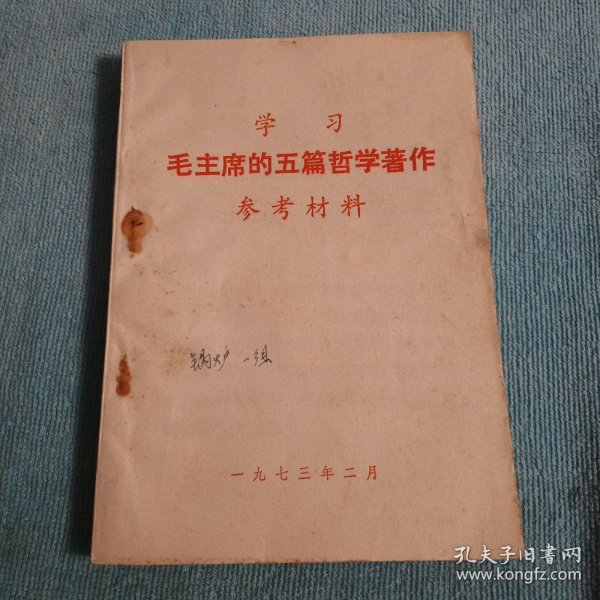 学 习
毛主席的五篇哲学著作
参考材料
锅炉 一组
一九七三年二月
孔夫子旧书网
www.kongfz.com